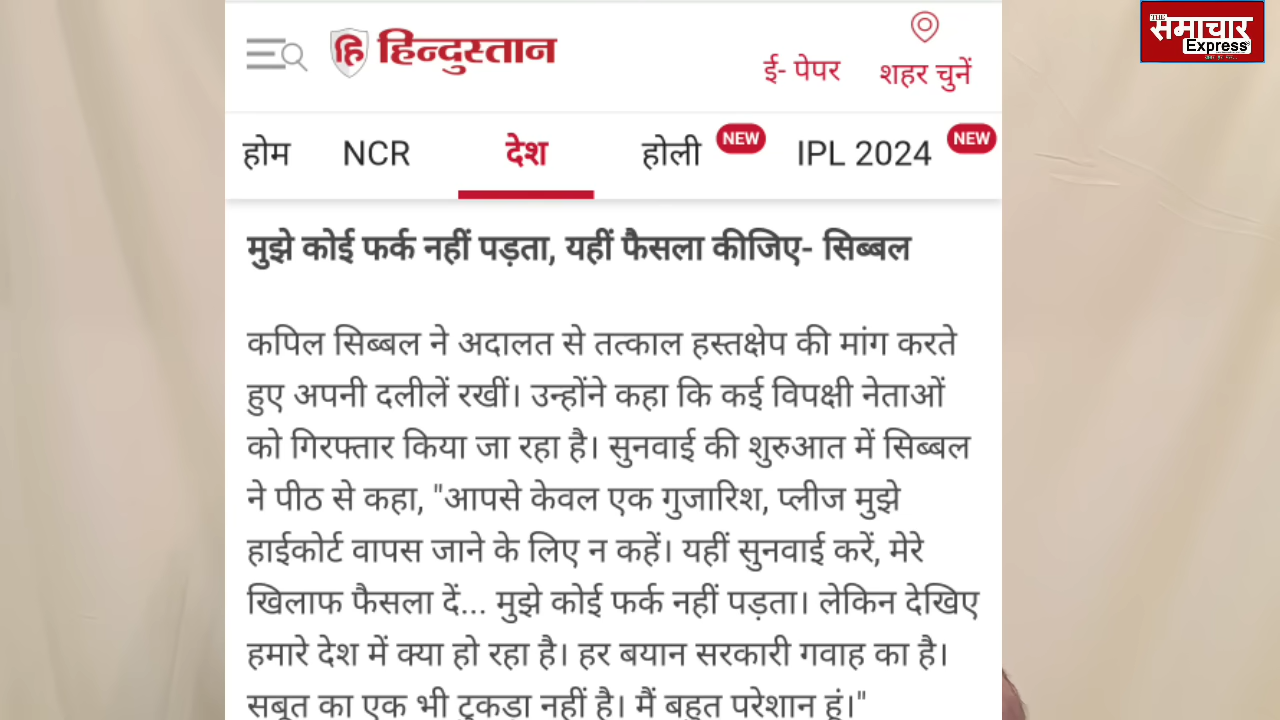 हि हिन्दुस्तान
ई- पेपर
शहर चुनें
THE
समाचार
Express
होम NCR देश होली NEW IPL 2024 NEW
मुझे कोई फर्क नहीं पड़ता, यहीं फैसला कीजिए- सिब्बल
कपिल सिब्बल ने अदालत से तत्काल हस्तक्षेप की मांग करते
हुए अपनी दलीलें रखीं। उन्होंने कहा कि कई विपक्षी नेताओं
को गिरफ्तार किया जा रहा है। सुनवाई की शुरुआत में सिब्बल
ने पीठ से कहा, "आपसे केवल एक गुजारिश, प्लीज मुझे
हाईकोर्ट वापस जाने के लिए न कहें। यहीं सुनवाई करें, मेरे
खिलाफ फैसला दें... मुझे कोई फर्क नहीं पड़ता। लेकिन देखिए
हमारे देश में क्या हो रहा है। हर बयान सरकारी गवाह का है।
सबूत का एक भी टुकड़ा नहीं है। मैं बहुत परेशान हूं।"